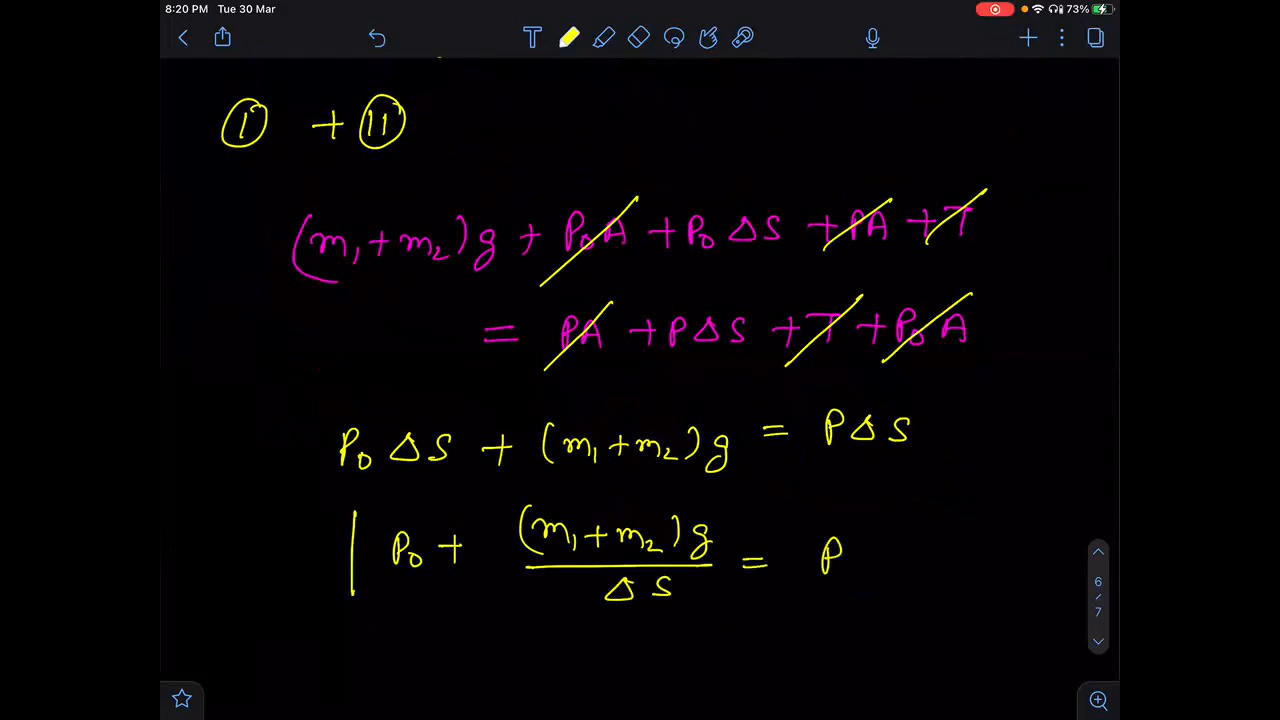 8:20 PM Tue 30 Mar
73%
T
I + II
(m₁+m₂)g + P₀A + P₀ΔS + PA + T
= PA + PΔS + T + P₀A
P₀ΔS + (m₁+m₂)g = PΔS
| P₀ + (m₁+m₂)g / ΔS = P
6 / 7